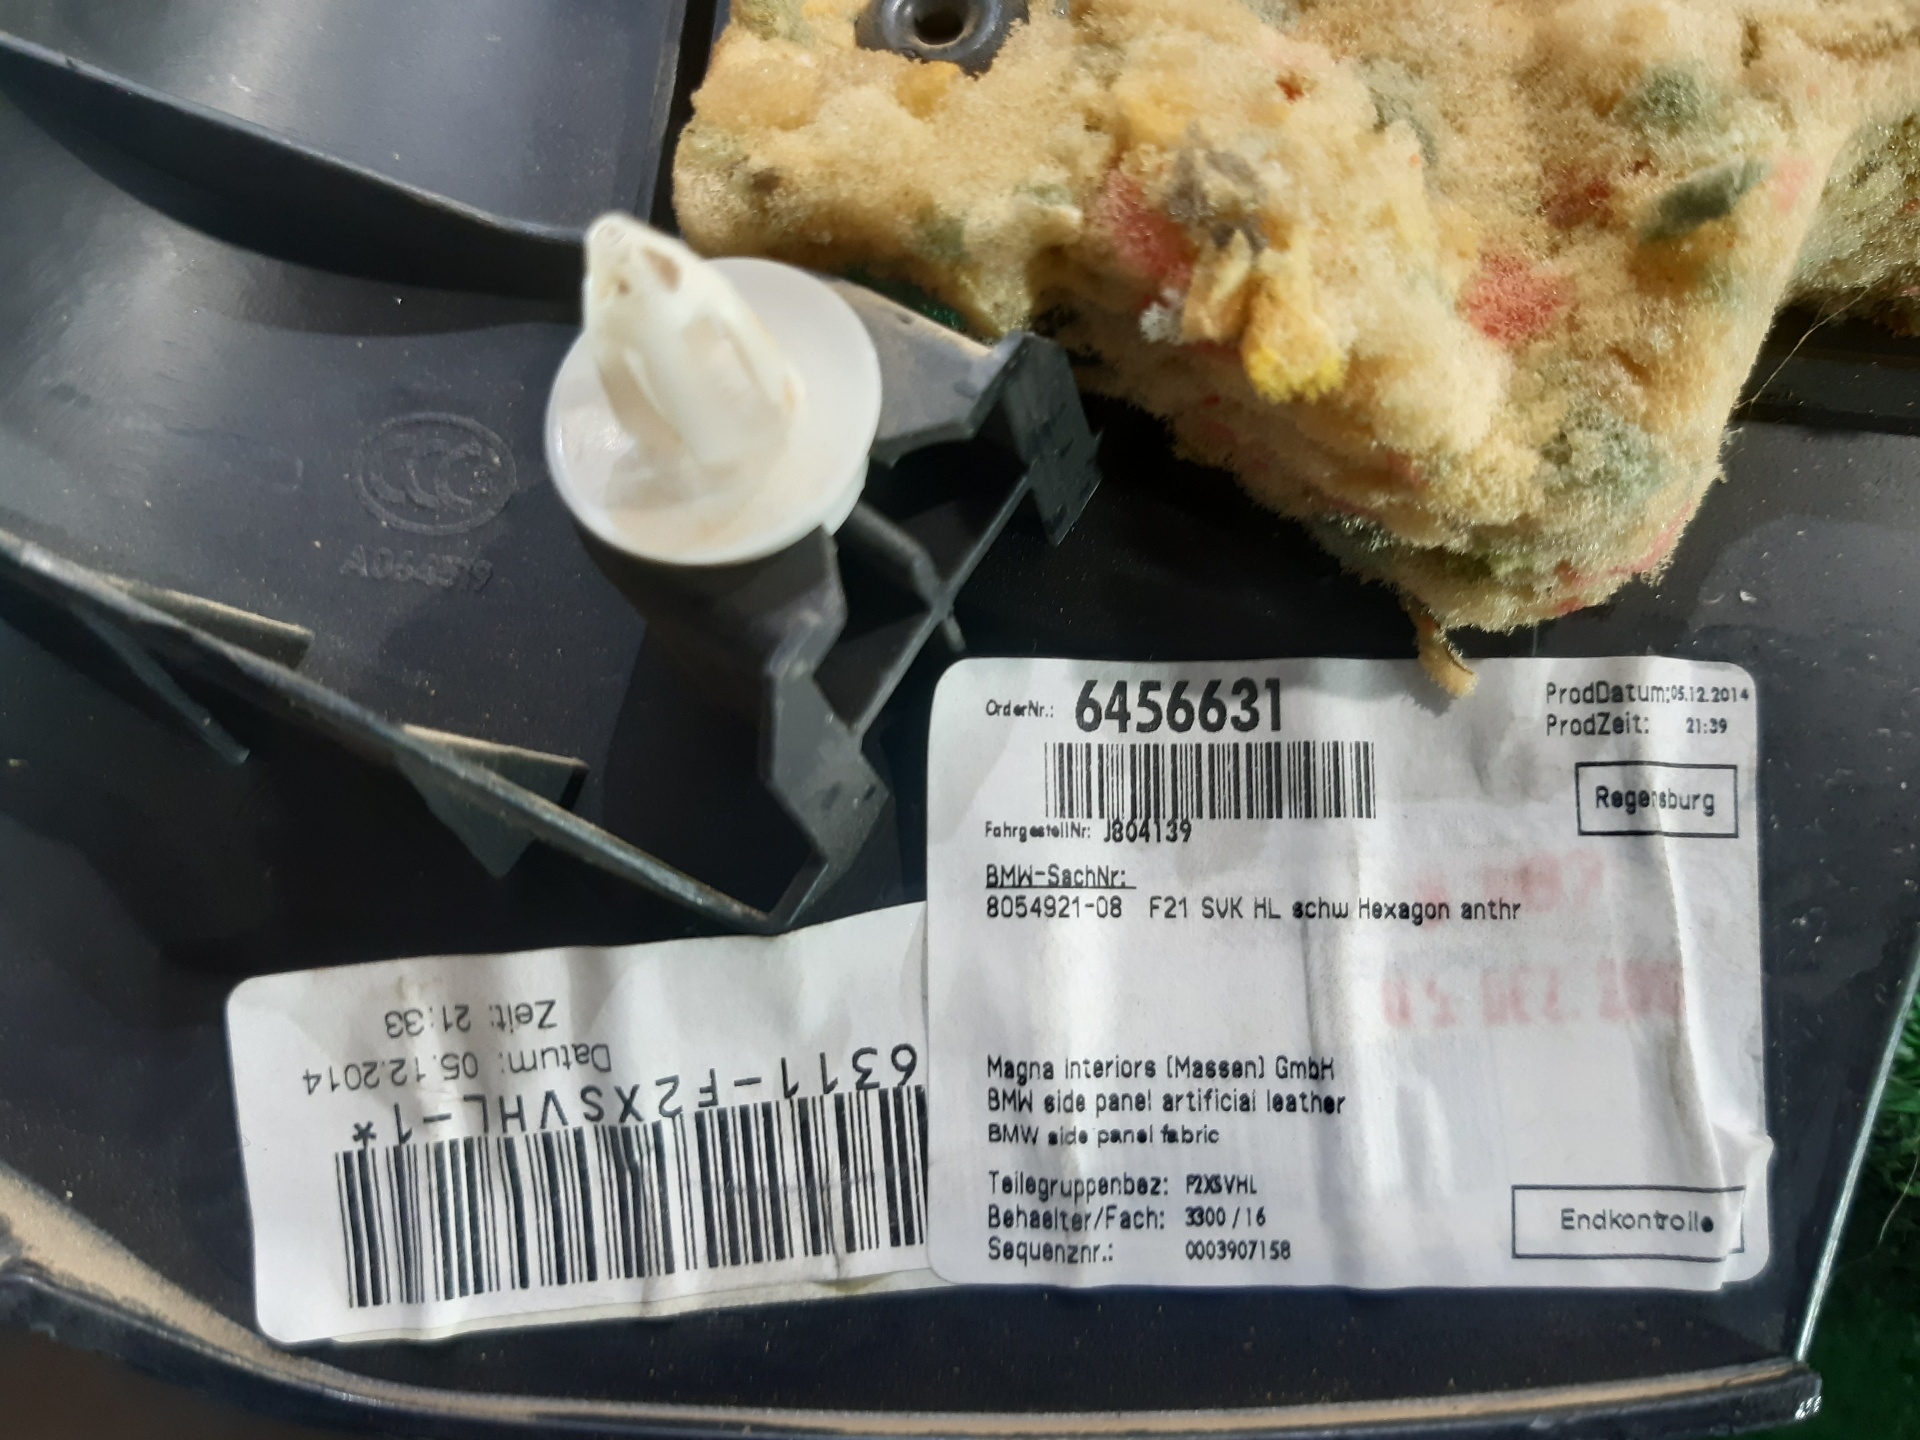 CCC
A064519
OrderNr.: 6456631
ProdDatum: 05.12.2014
ProdZeit: 21:39
Regensburg
FahrgestellNr: J804139
BMW-SachNr:
8054921-08 F21 SVK HL schw Hexagon anthr
Magna Interiors (Massen) GmbH
BMW side panel artificial leather
BMW side panel fabric
Teilegruppenbez: F2XSVHL
Behaelter/Fach: 3300/16
Sequenznr.: 0003907158
Endkontrolle
6311-F2XSVHL-1*
Datum: 05.12.2014
Zeit: 21:33